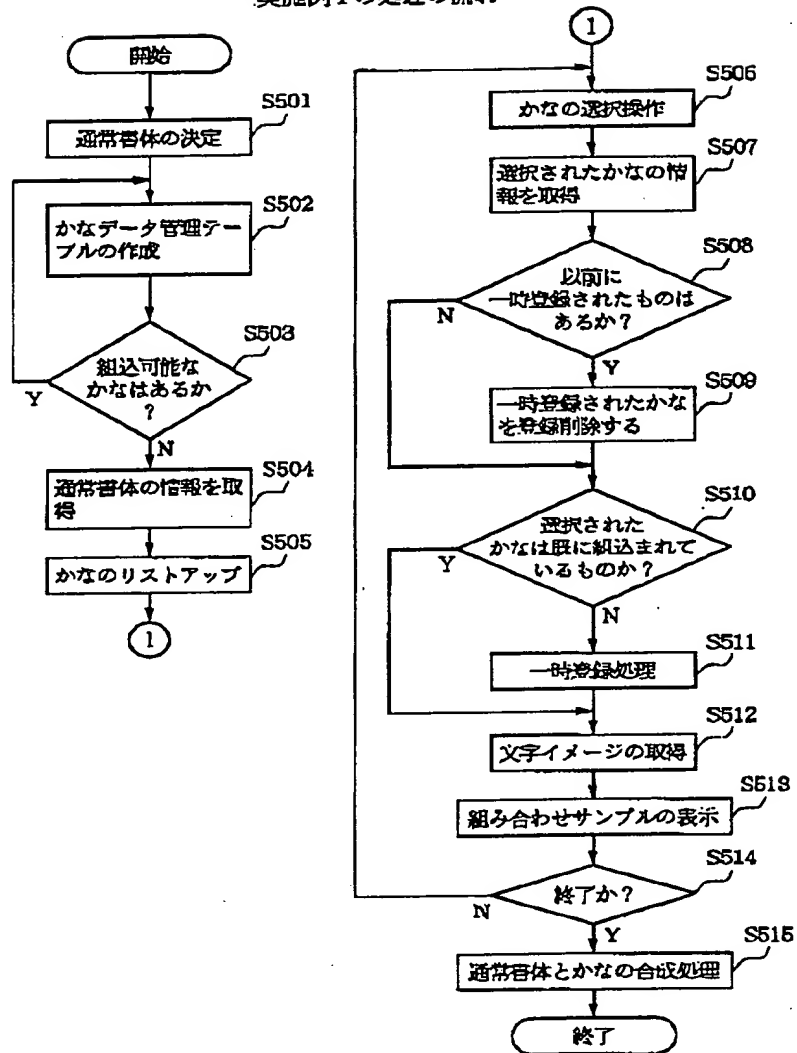 開始
S501
通常書体の決定
S502
かなデータ管理テー
ブルの作成
S503
組込可能な
かなはあるか
?
Y
N
S504
通常書体の情報を取
得
S505
かなのリストアップ
1
1
S506
かなの選択操作
S507
選択されたかなの情
報を取得
S508
以前に
一時登録されたものは
あるか?
N
Y
S509
一時登録されたかな
を登録削除する
S510
選択された
かなは既に組込まれて
いるものか?
Y
N
S511
一時登録処理
S512
文字イメージの取得
S513
組み合わせサンプルの表示
S514
終了か?
N
Y
S515
通常書体とかなの合成処理
終了